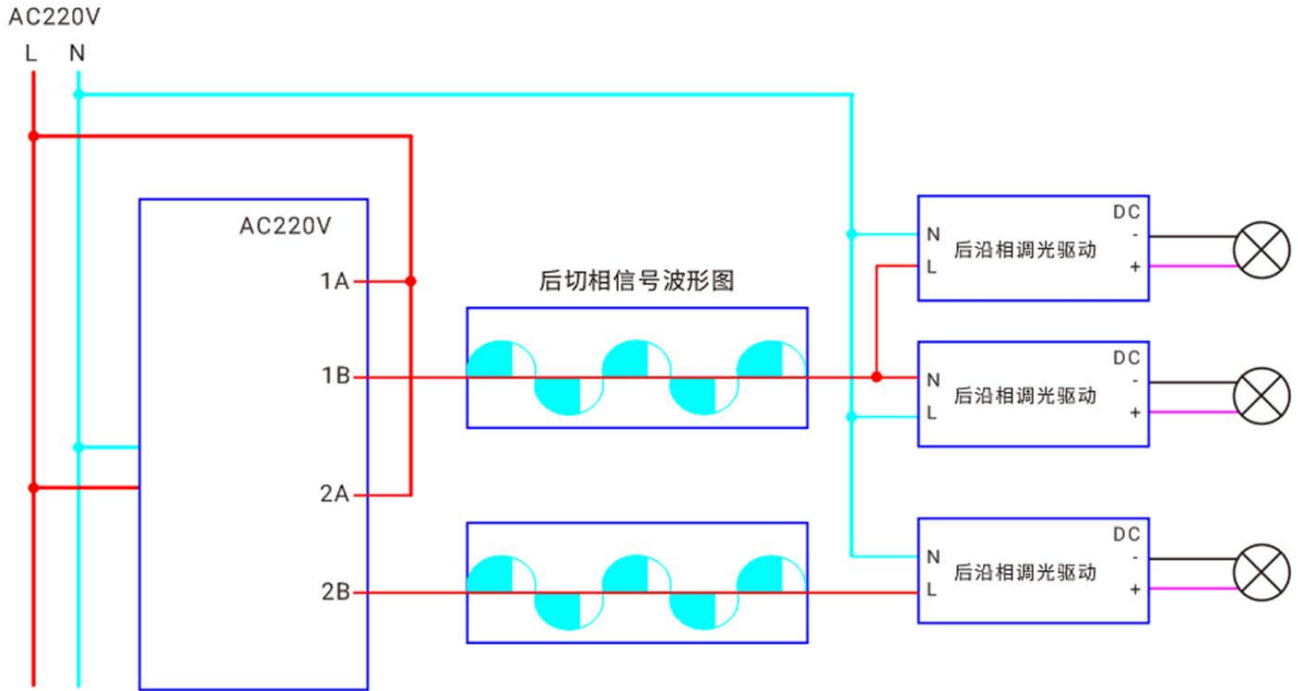 AC220V
L N
AC220V
1A
1B
2A
2B
后切相信号波形图
N
L
后沿相调光驱动
DC
-
+
N
L
后沿相调光驱动
DC
-
+
N
L
后沿相调光驱动
DC
-
+